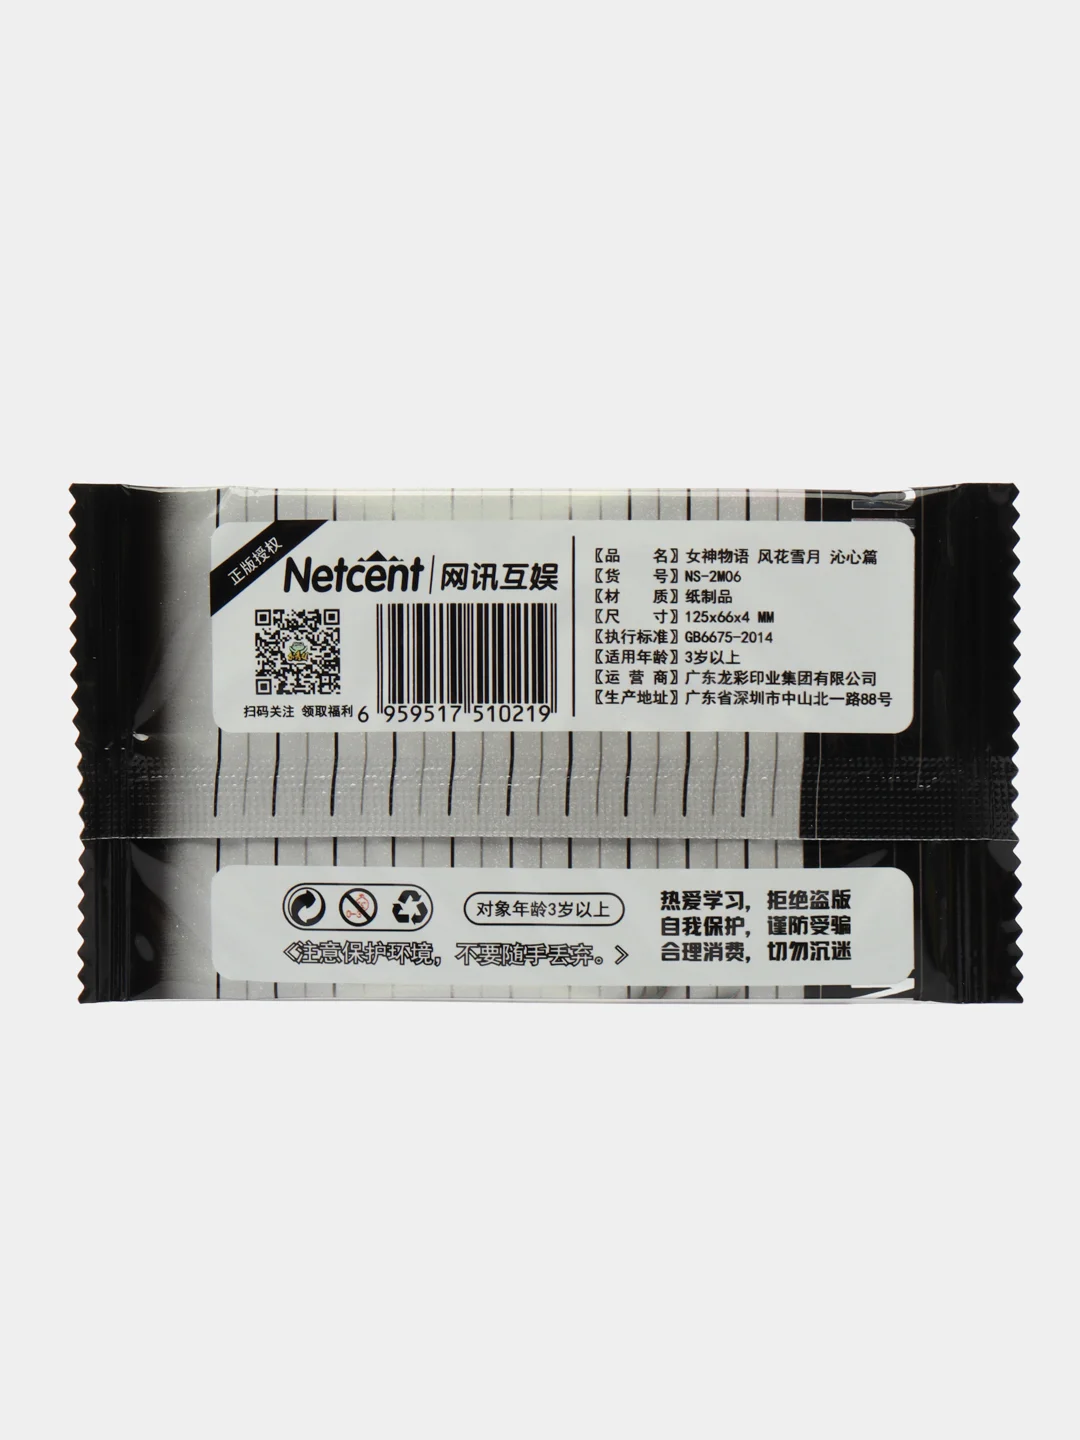 正版授权
Netcent 网讯互娱
扫码关注 领取福利
6 959517 510219
〖品 名〗女神物语 风花雪月 沁心篇
〖货 号〗NS-2M06
〖材 质〗纸制品
〖尺 寸〗125x66x4 MM
〖执行标准〗GB6675-2014
〖适用年龄〗3岁以上
〖运 营 商〗广东龙彩印业集团有限公司
〖生产地址〗广东省深圳市中山北一路88号
对象年龄3岁以上
《注意保护环境，不要随手丢弃。》
热爱学习，拒绝盗版
自我保护，谨防受骗
合理消费，切勿沉迷